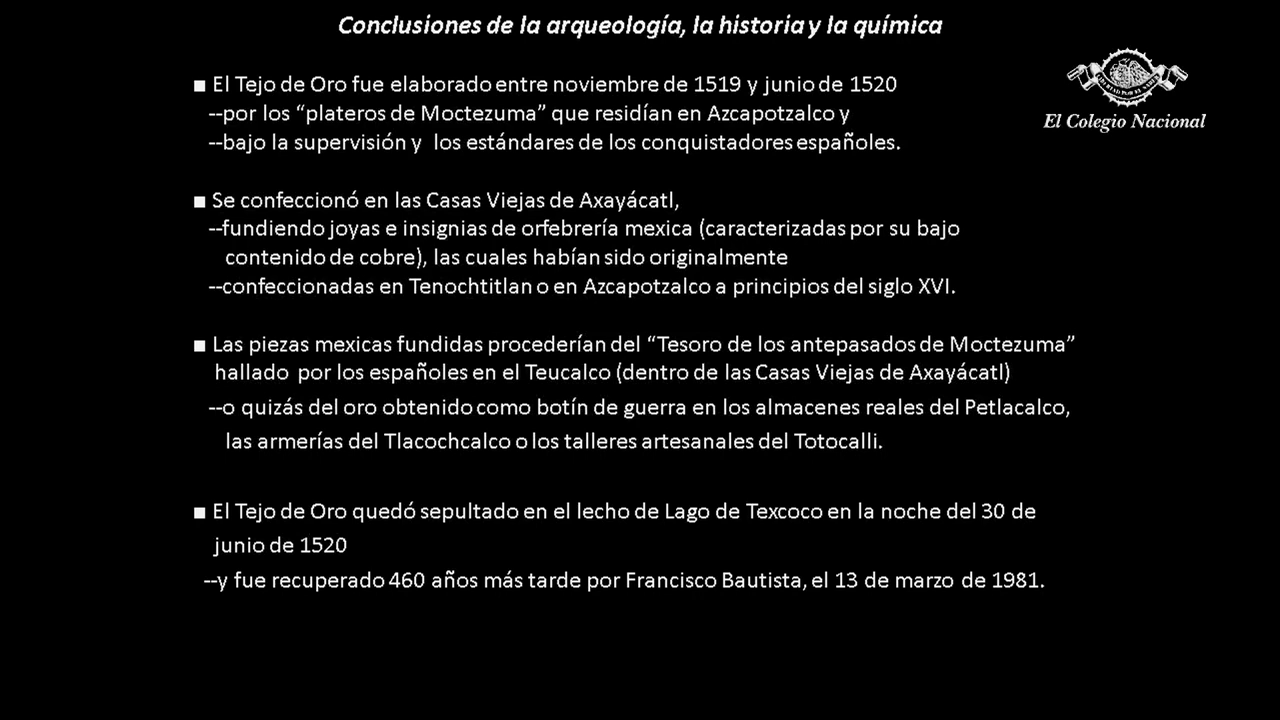 Conclusiones de la arqueología, la historia y la química
■ El Tejo de Oro fue elaborado entre noviembre de 1519 y junio de 1520
--por los “plateros de Moctezuma” que residían en Azcapotzalco y
--bajo la supervisión y los estándares de los conquistadores españoles.
El Colegio Nacional
■ Se confeccionó en las Casas Viejas de Axayácatl,
--fundiendo joyas e insignias de orfebrería mexica (caracterizadas por su bajo
contenido de cobre), las cuales habían sido originalmente
--confeccionadas en Tenochtitlan o en Azcapotzalco a principios del siglo XVI.
■ Las piezas mexicas fundidas procederían del “Tesoro de los antepasados de Moctezuma”
hallado por los españoles en el Teucalco (dentro de las Casas Viejas de Axayácatl)
--o quizás del oro obtenido como botín de guerra en los almacenes reales del Petlacalco,
las armerías del Tlacochcalco o los talleres artesanales del Totocalli.
■ El Tejo de Oro quedó sepultado en el lecho de Lago de Texcoco en la noche del 30 de
junio de 1520
--y fue recuperado 460 años más tarde por Francisco Bautista, el 13 de marzo de 1981.